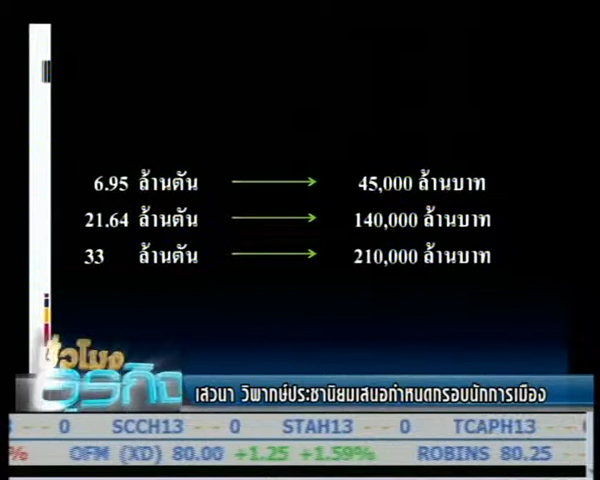 6.95 ล้านตัน → 45,000 ล้านบาท
21.64 ล้านตัน → 140,000 ล้านบาท
33 ล้านตัน → 210,000 ล้านบาท
ชั่วโมง
ธุรกิจ
เสวนา วิพากษ์ประชานิยมเสนอกำหนดกรอบนักการเมือง
0 SCCH13 -- 0 STAH13 -- 0 TCAPH13 --
% OFM (XD) 80.00 +1.25 +1.59% ROBINS 80.25